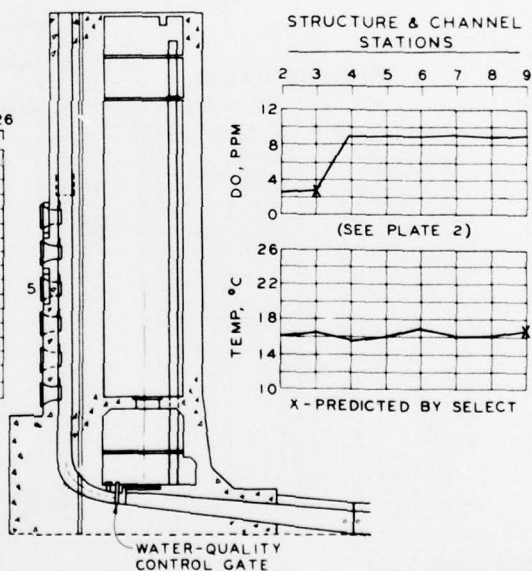 STRUCTURE & CHANNEL
STATIONS
2 3 4 5 6 7 8 9
12
8
4
0
DO, PPM
(SEE PLATE 2)
26
22
18
14
10
TEMP, °C
X-PREDICTED BY SELECT
26
5
WATER-QUALITY
CONTROL GATE